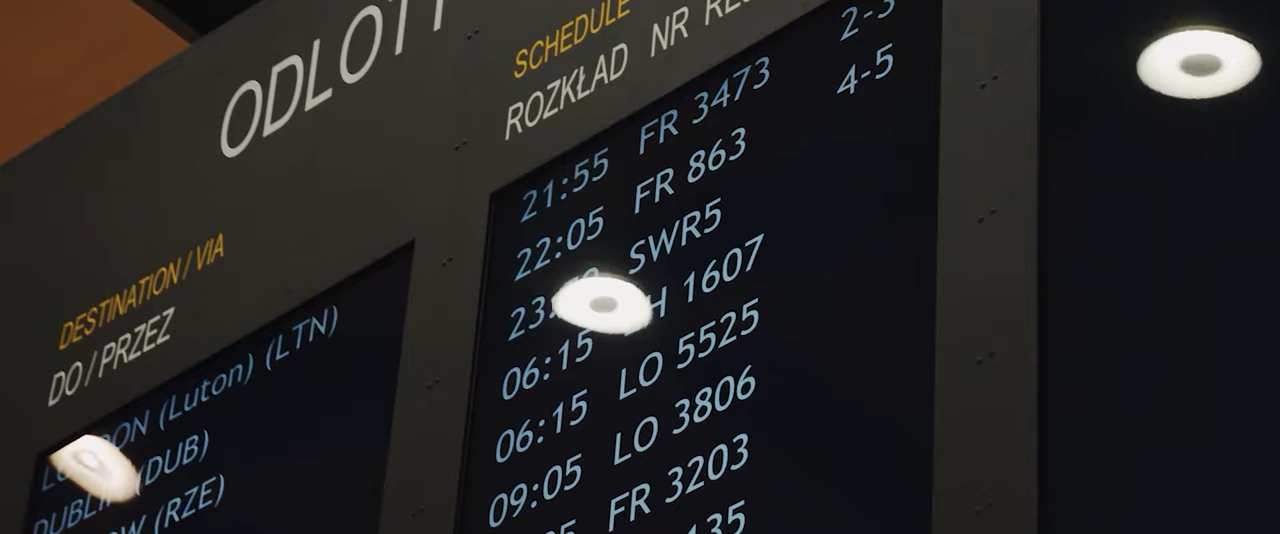 ODLOTY
SCHEDULE
ROZKŁAD NR
DESTINATION / VIA
DO / PRZEZ
(Luton) (LTN)
(DUB)
(RZE)
21:55 FR 3473 2-3
22:05 FR 863 4-5
SWR5
06:15 1607
06:15 LO 5525
09:05 LO 3806
FR 3203